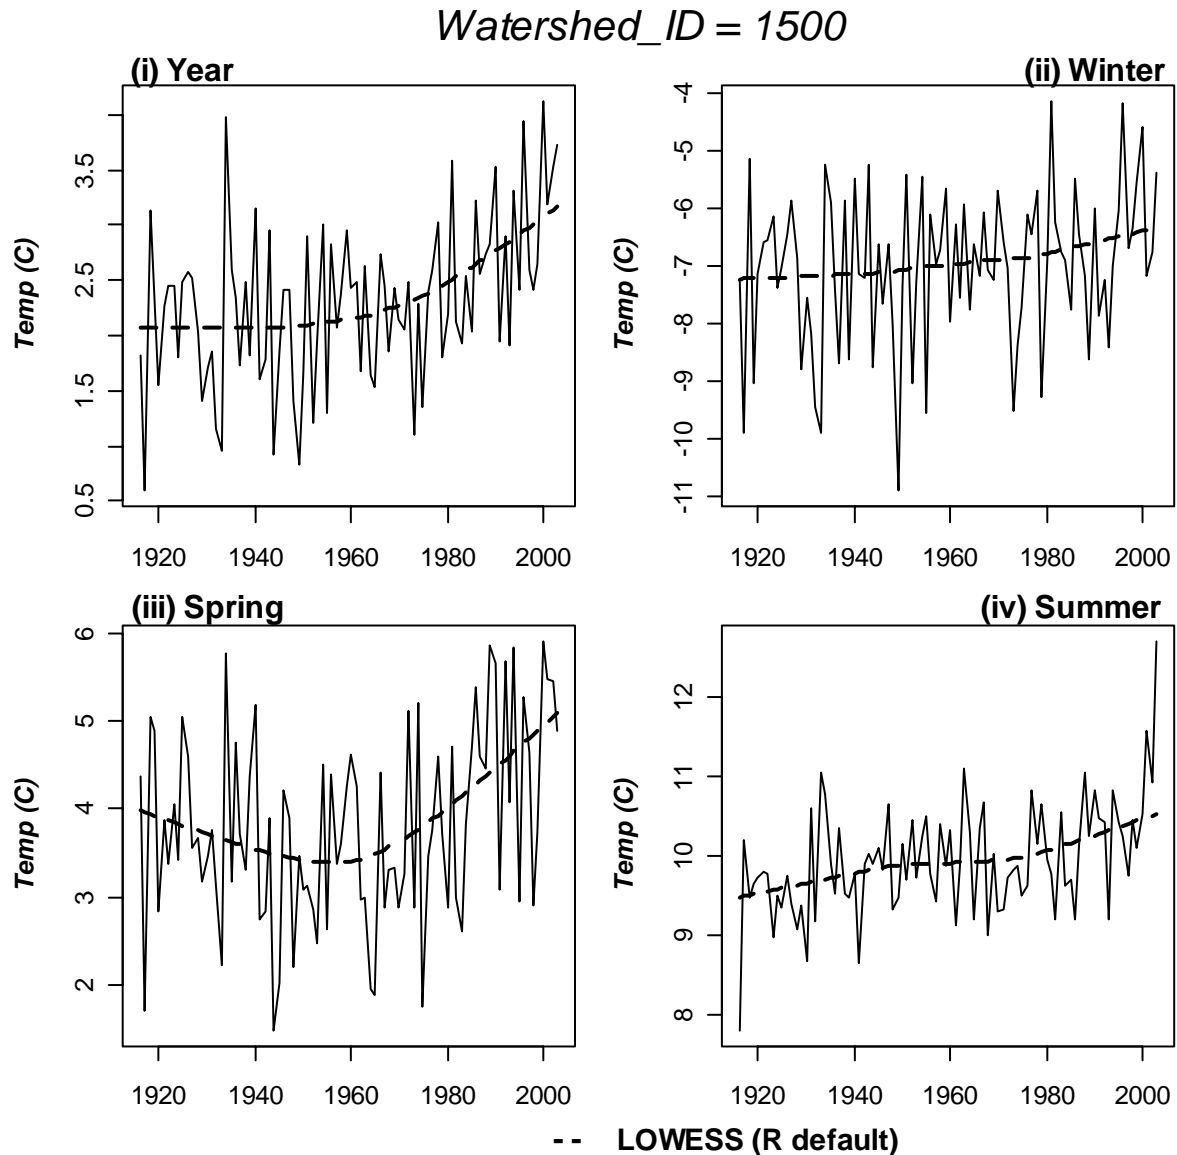 Watershed_ID = 1500
(i) Year
Temp (C)
3.5
2.5
1.5
0.5
1920 1940 1960 1980 2000
(ii) Winter
Temp (C)
-4
-5
-6
-7
-8
-9
-10
-11
1920 1940 1960 1980 2000
(iii) Spring
Temp (C)
6
5
4
3
2
1920 1940 1960 1980 2000
(iv) Summer
Temp (C)
12
11
10
9
8
1920 1940 1960 1980 2000
-- LOWESS (R default)